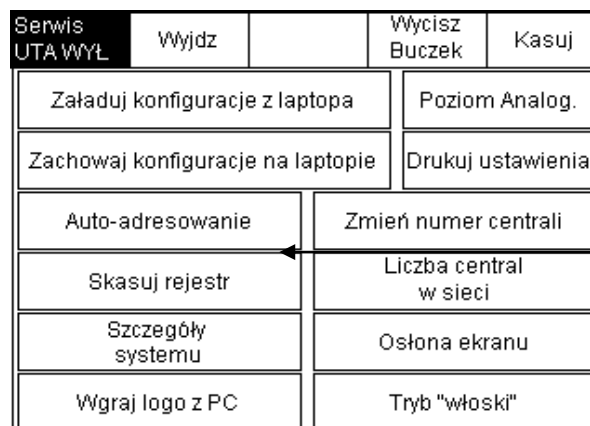 Serwis
UTA WYŁ
Wyjdz
Wycisz
Buczek
Kasuj
Załaduj konfiguracje z laptopa
Poziom Analog.
Zachowaj konfiguracje na laptopie
Drukuj ustawienia
Auto-adresowanie
Zmień numer centrali
Skasuj rejestr
Liczba central
w sieci
Szczegóły
systemu
Osłona ekranu
Wgraj logo z PC
Tryb "włoski"